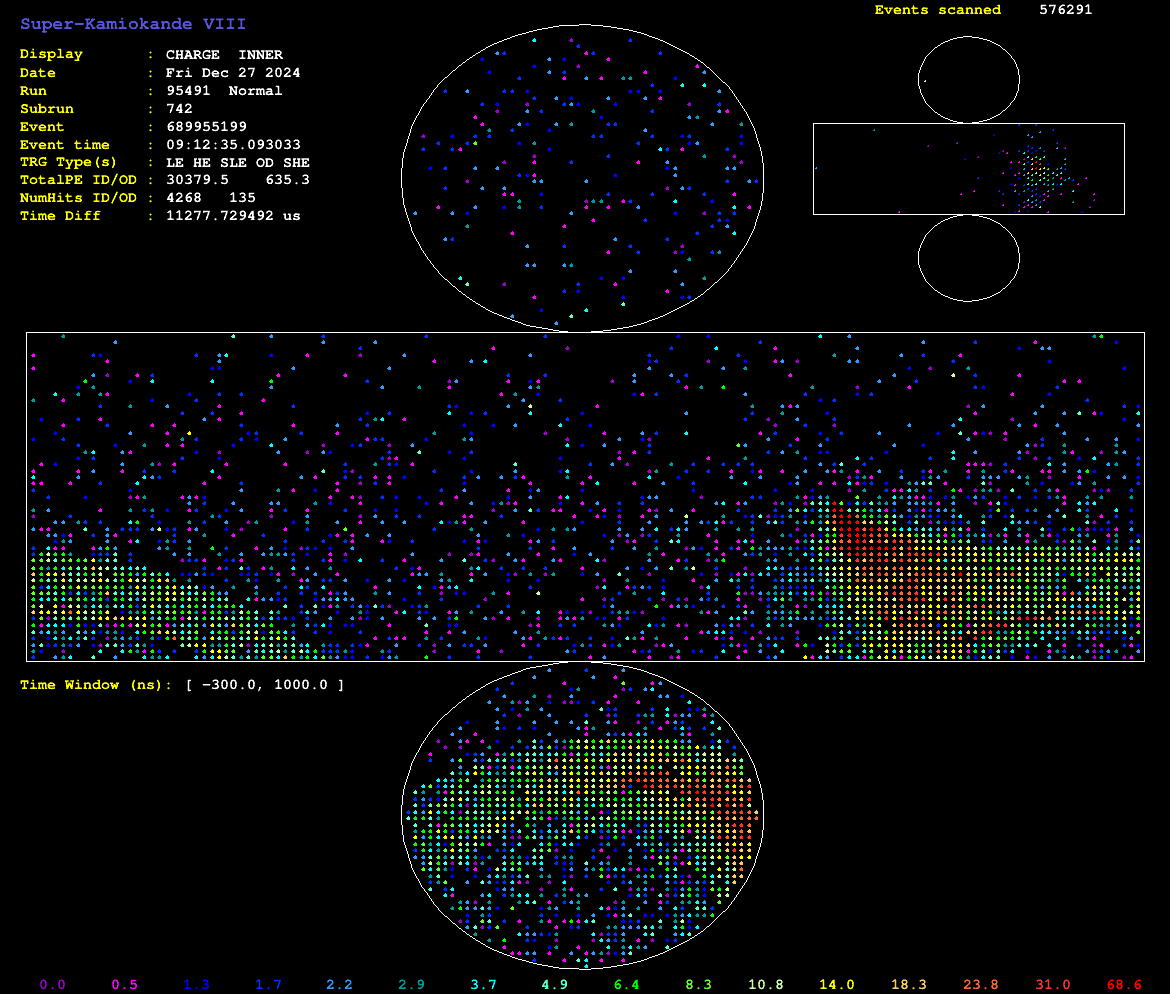 Super-Kamiokande VIII
Events scanned 576291
Display : CHARGE INNER
Date : Fri Dec 27 2024
Run : 95491 Normal
Subrun : 742
Event : 689955199
Event time : 09:12:35.093033
TRG Type(s) : LE HE SLE OD SHE
TotalPE ID/OD : 30379.5 635.3
NumHits ID/OD : 4268 135
Time Diff : 11277.729492 us
Time Window (ns): [ -300.0, 1000.0 ]
0.0 0.5 1.3 1.7 2.2 2.9 3.7 4.9 6.4 8.3 10.8 14.0 18.3 23.8 31.0 68.6